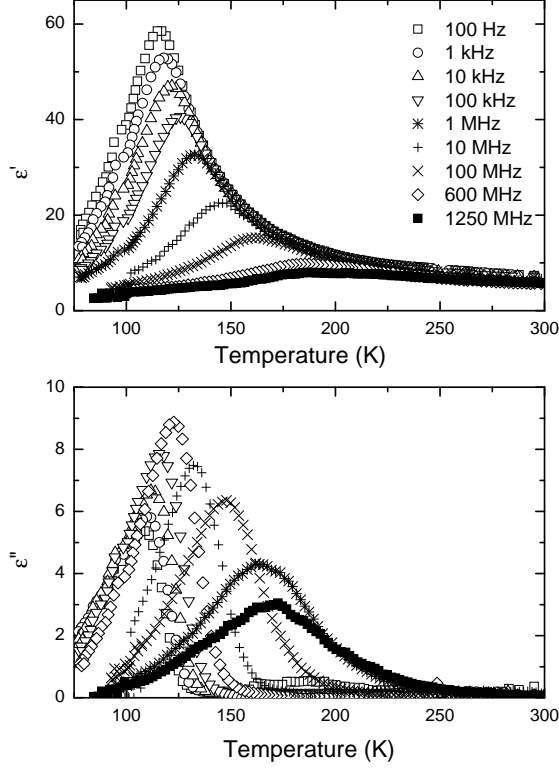 60
40
20
0
ε'
100 Hz
1 kHz
10 kHz
100 kHz
1 MHz
10 MHz
100 MHz
600 MHz
1250 MHz
100 150 200 250 300
Temperature (K)
10
8
6
4
2
0
ε"
100 150 200 250 300
Temperature (K)